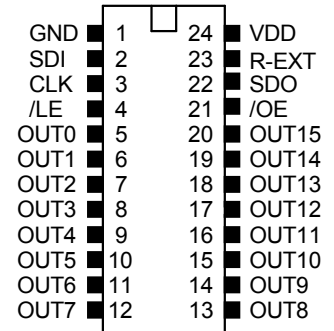 GND 1 24 VDD
SDI 2 23 R-EXT
CLK 3 22 SDO
/LE 4 21 /OE
OUT0 5 20 OUT15
OUT1 6 19 OUT14
OUT2 7 18 OUT13
OUT3 8 17 OUT12
OUT4 9 16 OUT11
OUT5 10 15 OUT10
OUT6 11 14 OUT9
OUT7 12 13 OUT8